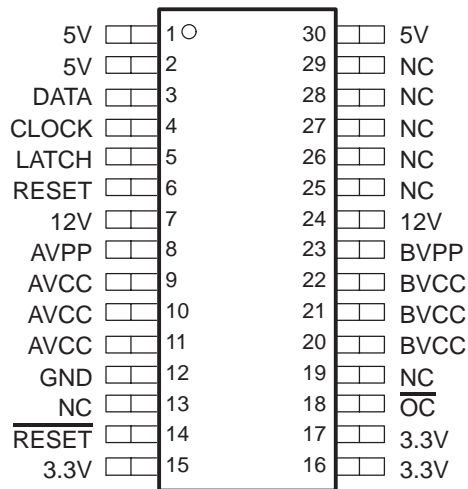 5V 1 30 5V
5V 2 29 NC
DATA 3 28 NC
CLOCK 4 27 NC
LATCH 5 26 NC
RESET 6 25 NC
12V 7 24 12V
AVPP 8 23 BVPP
AVCC 9 22 BVCC
AVCC 10 21 BVCC
AVCC 11 20 BVCC
GND 12 19 NC
NC 13 18 O̅C̅
R̅E̅S̅E̅T̅ 14 17 3.3V
3.3V 15 16 3.3V